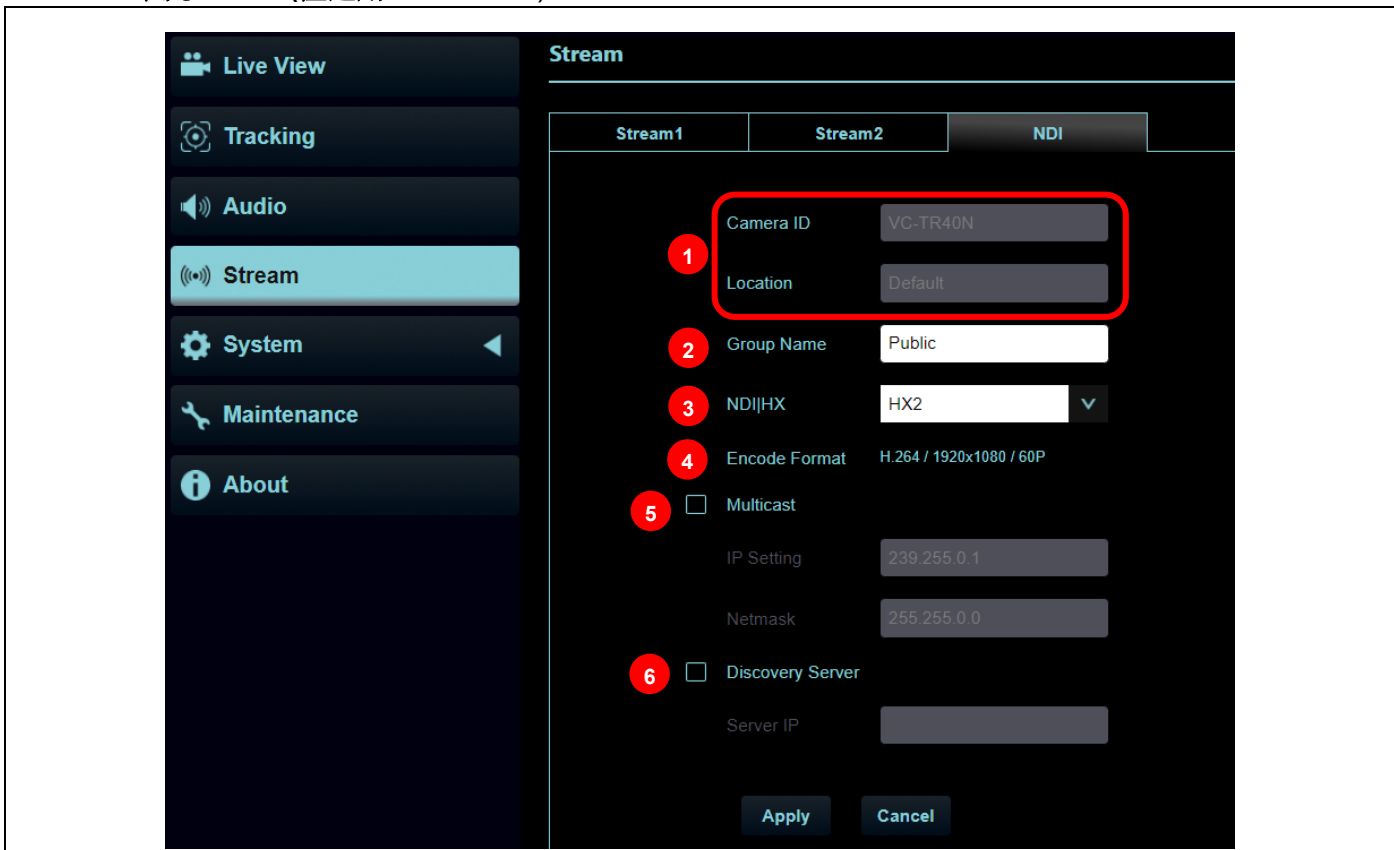 Live View
Stream
Tracking
Stream1 Stream2 NDI
Audio
Camera ID VC-TR40N
1
Stream
Location Default
System
2 Group Name Public
Maintenance
3 NDI|HX HX2
4 Encode Format H.264 / 1920x1080 / 60P
About
5 Multicast
IP Setting 239.255.0.1
Netmask 255.255.0.0
6 Discovery Server
Server IP
Apply Cancel